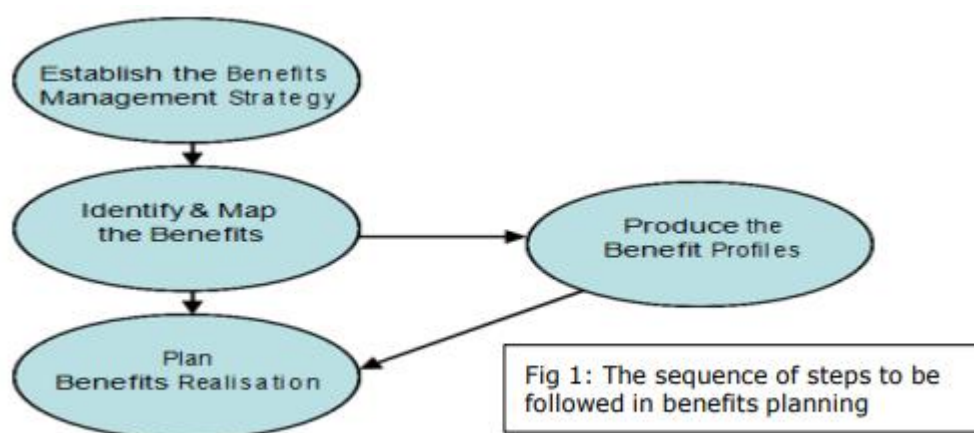 Establish the Benefits
Management Strategy
Identify & Map
the Benefits
Produce the
Benefit Profiles
Plan
Benefits Realisation
Fig 1: The sequence of steps to be
followed in benefits planning